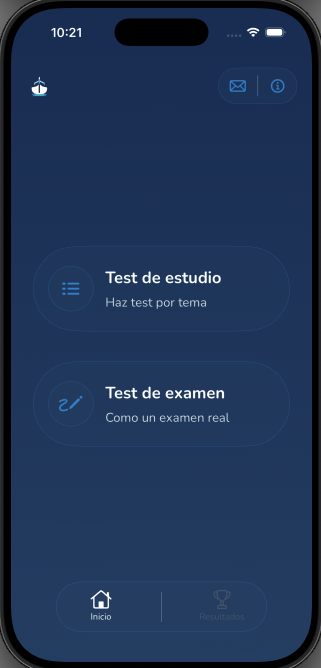 10:21
Test de estudio
Haz test por tema
Test de examen
Como un examen real
Inicio
Resultados